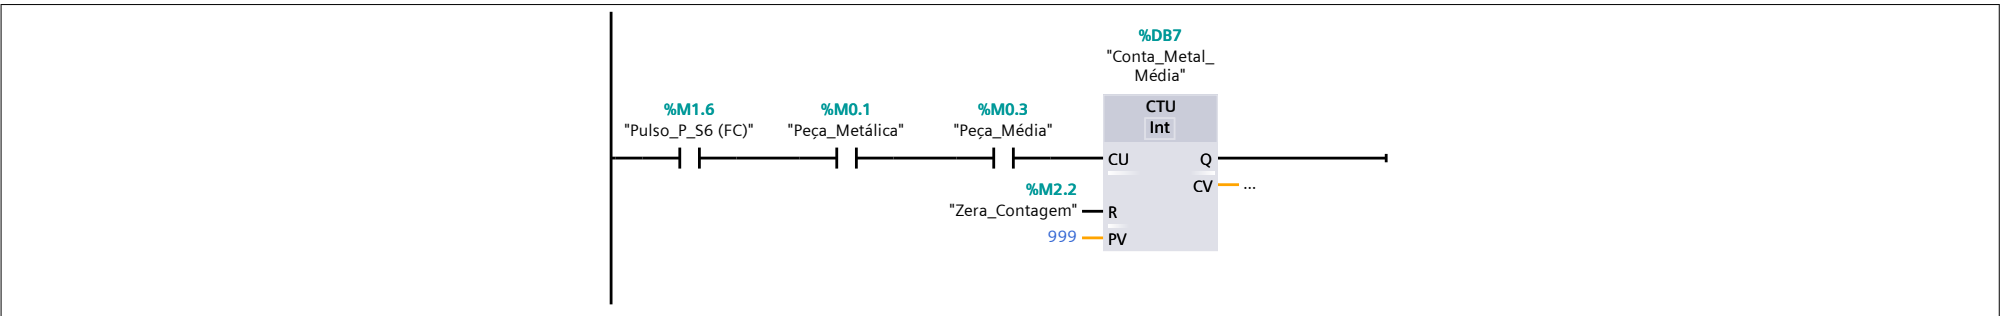 %DB7
"Conta_Metal_
Média"
%M1.6
"Pulso_P_S6 (FC)"
%M0.1
"Peça_Metálica"
%M0.3
"Peça_Média"
CTU
Int
CU
Q
CV
...
%M2.2
"Zera_Contagem"
R
999
PV